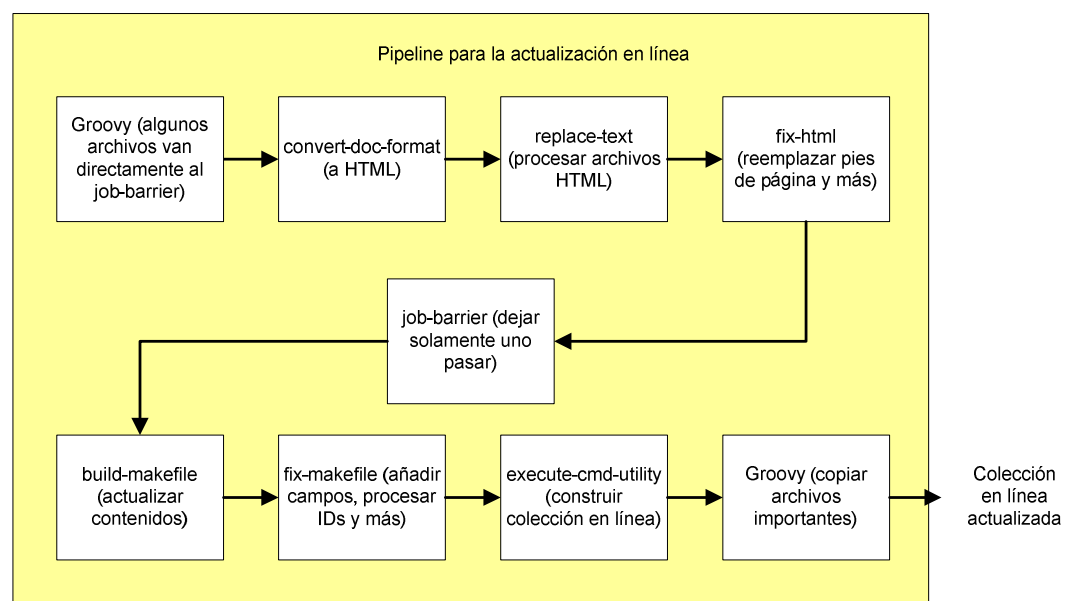 Pipeline para la actualización en línea
Groovy (algunos
archivos van
directamente al
job-barrier)
convert-doc-format
(a HTML)
replace-text
(procesar archivos
HTML)
fix-html
(reemplazar pies
de página y más)
job-barrier (dejar
solamente uno
pasar)
build-makefile
(actualizar
contenidos)
fix-makefile (añadir
campos, procesar
IDs y más)
execute-cmd-utility
(construir
colección en línea)
Groovy (copiar
archivos
importantes)
Colección
en línea
actualizada